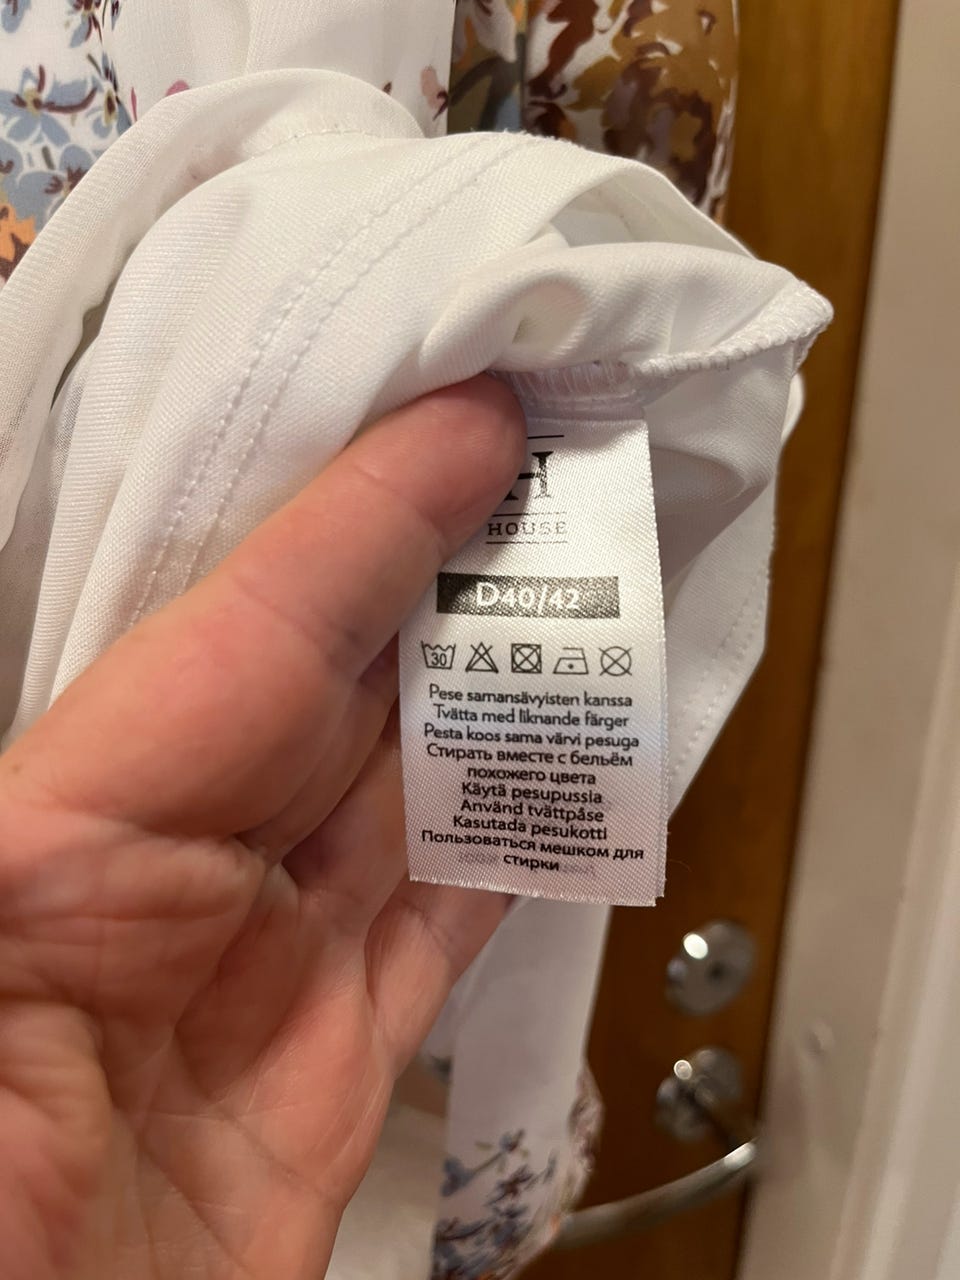 H
HOUSE
D40/42
30
Pese samansävyisten kanssa
Tvätta med liknande färger
Pesta koos sama värvi pesuga
Стирать вместе с бельём
похожего цвета
Käytä pesupussia
Använd tvättpåse
Kasutada pesukotti
Пользоваться мешком для
стирки